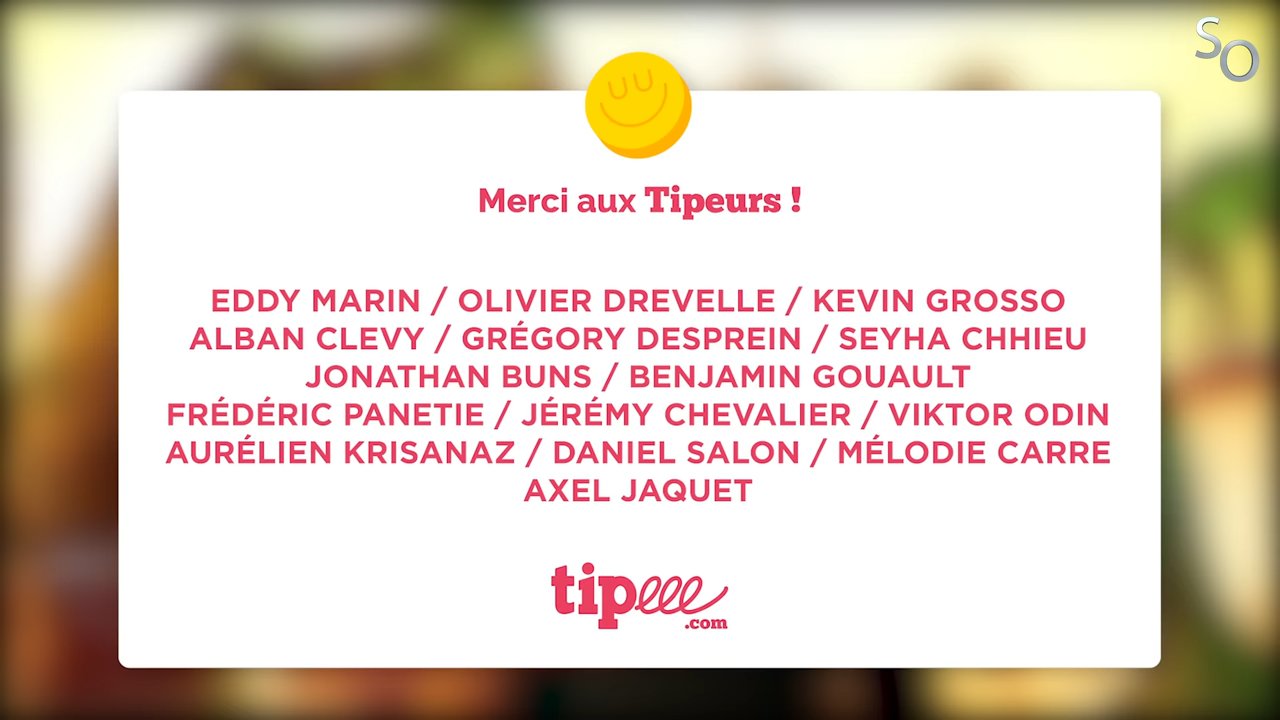 SO
Merci aux Tipeurs !
EDDY MARIN / OLIVIER DREVELLE / KEVIN GROSSO
ALBAN CLEVY / GRÉGORY DESPREIN / SEYHA CHHIEU
JONATHAN BUNS / BENJAMIN GOUAULT
FRÉDÉRIC PANETIE / JÉRÉMY CHEVALIER / VIKTOR ODIN
AURÉLIEN KRISANAZ / DANIEL SALON / MÉLODIE CARRE
AXEL JAQUET
tipeee
.com